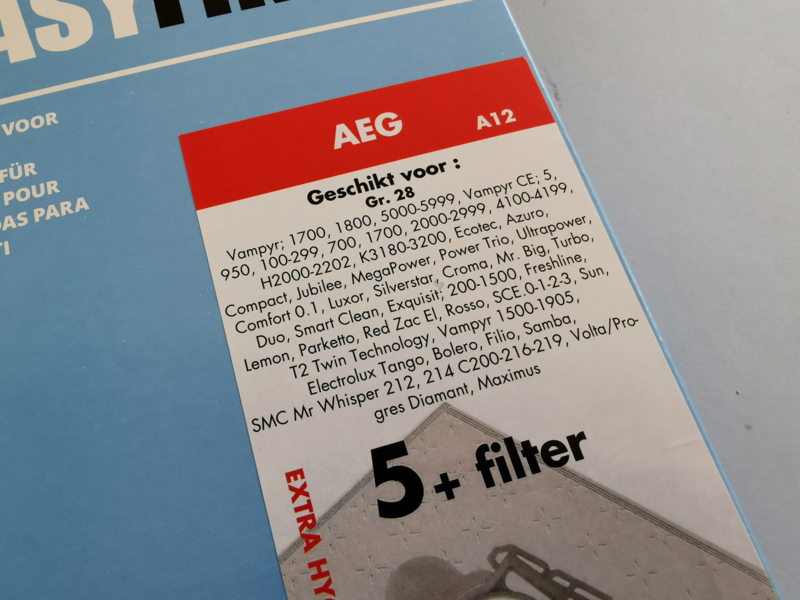 VOOR
FÜR
POUR
PARA
AEG
A12
Geschikt voor :
Gr. 28
Vampyr; 1700, 1800, 5000-5999, Vampyr CE; 5,
950, 100-299, 700, 1700, 2000-2999, 4100-4199,
H2000-2202, K3180-3200, Ecotec, Azuro,
Compact, Jubilee, MegaPower, Power Trio, Ultrapower,
Comfort 0.1, Luxor, Silverstar, Croma, Mr. Big, Turbo,
Duo, Smart Clean, Exquisit; 200-1500, Freshline,
Lemon, Parketto, Red Zac El, Rosso, SCE.0-1-2-3, Sun,
T2 Twin Technology, Vampyr 1500-1905,
Electrolux Tango, Bolero, Filio, Samba,
SMC Mr Whisper 212, 214 C200-216-219, Volta/Pro-
gres Diamant, Maximus
5 + filter
EXTRA